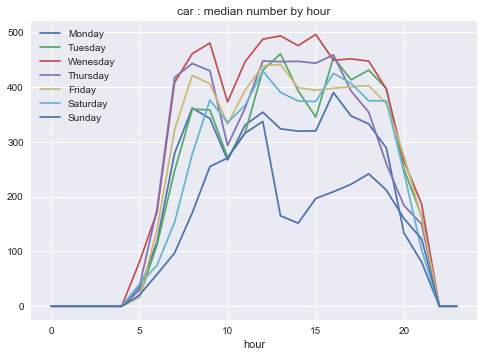 car : median number by hour
500
400
300
200
100
0
Monday
Tuesday
Wenesday
Thursday
Friday
Saturday
Sunday
0 5 10 15 20
hour